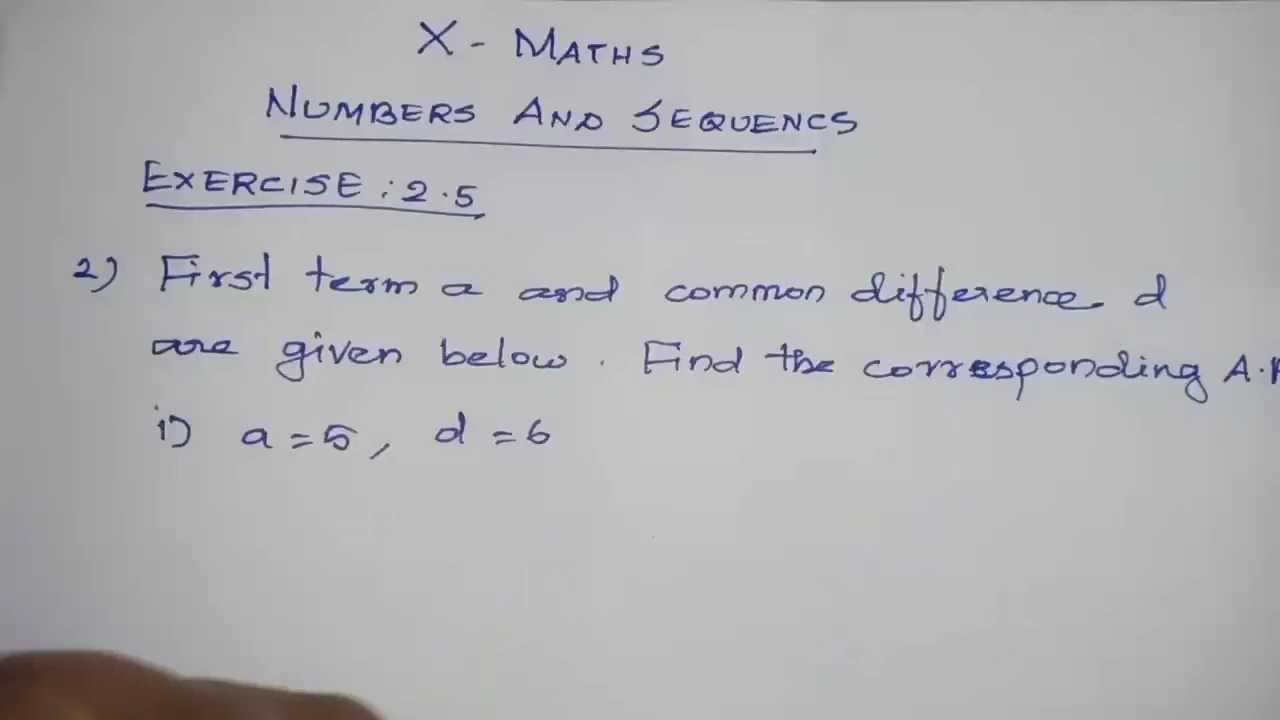 X - MATHS
NUMBERS AND SEQUENCS
EXERCISE : 2.5
2) First term a and common difference d
are given below. Find the corresponding A.P
i) a = 5, d = 6